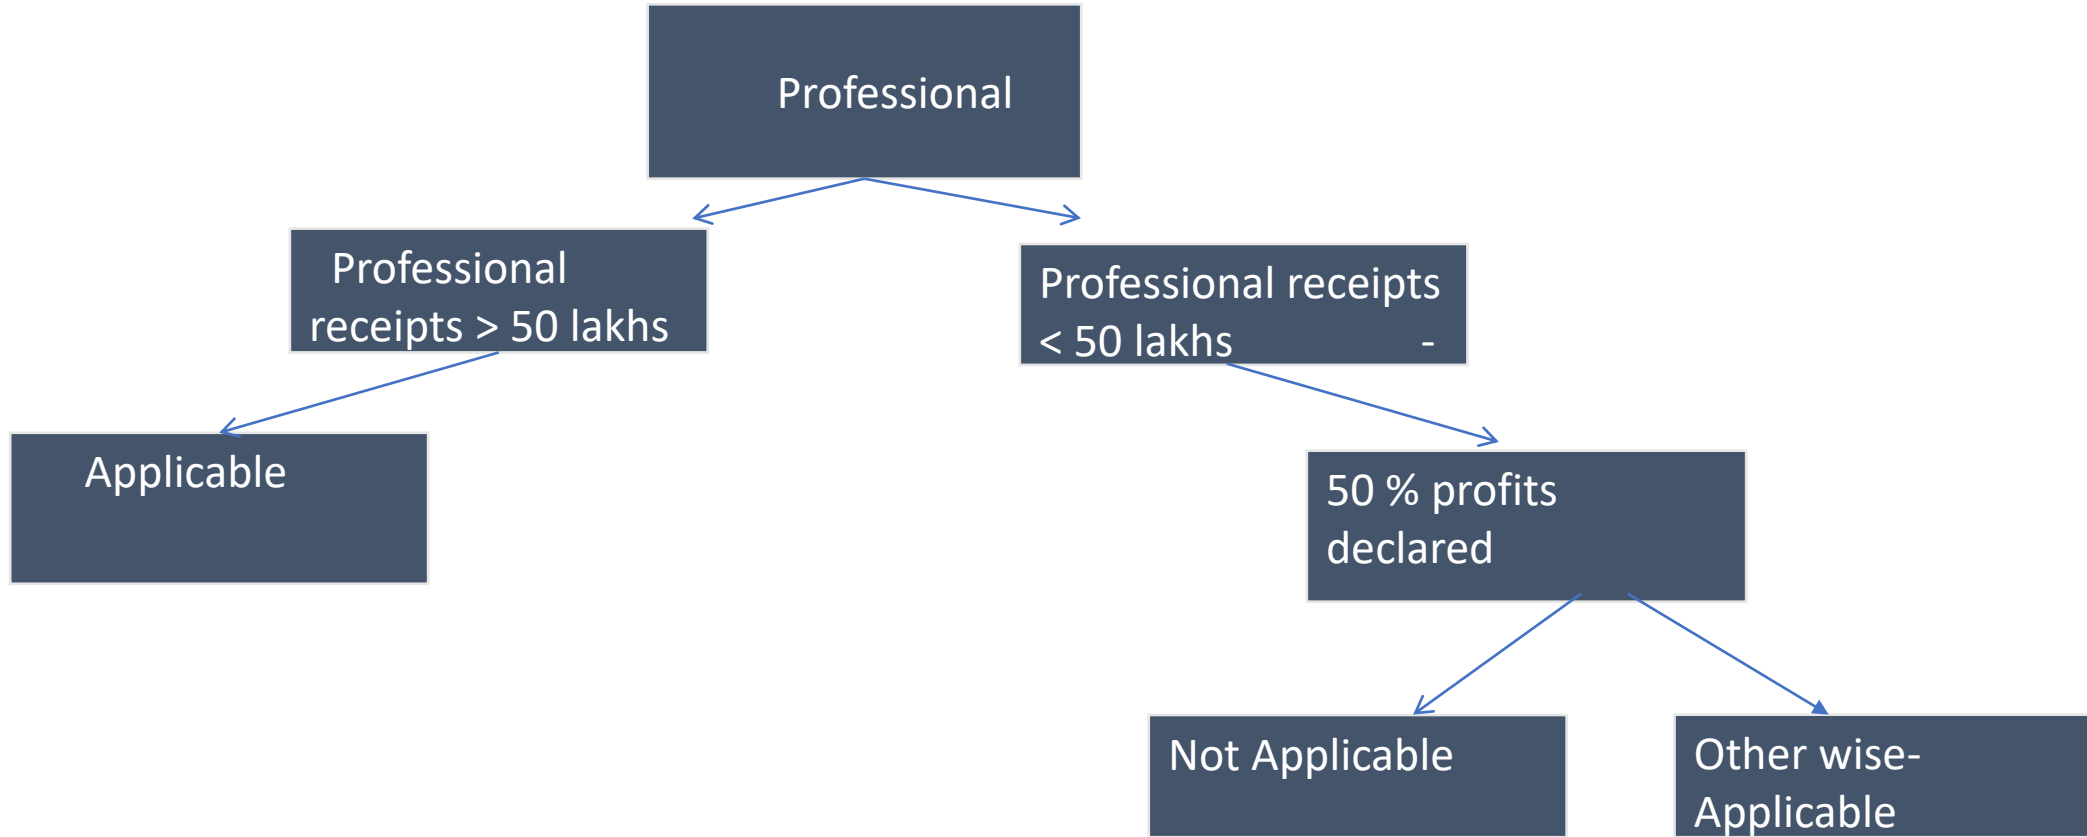 Professional
Professional
receipts > 50 lakhs
Professional receipts
< 50 lakhs -
Applicable
50 % profits
declared
Not Applicable
Other wise-
Applicable